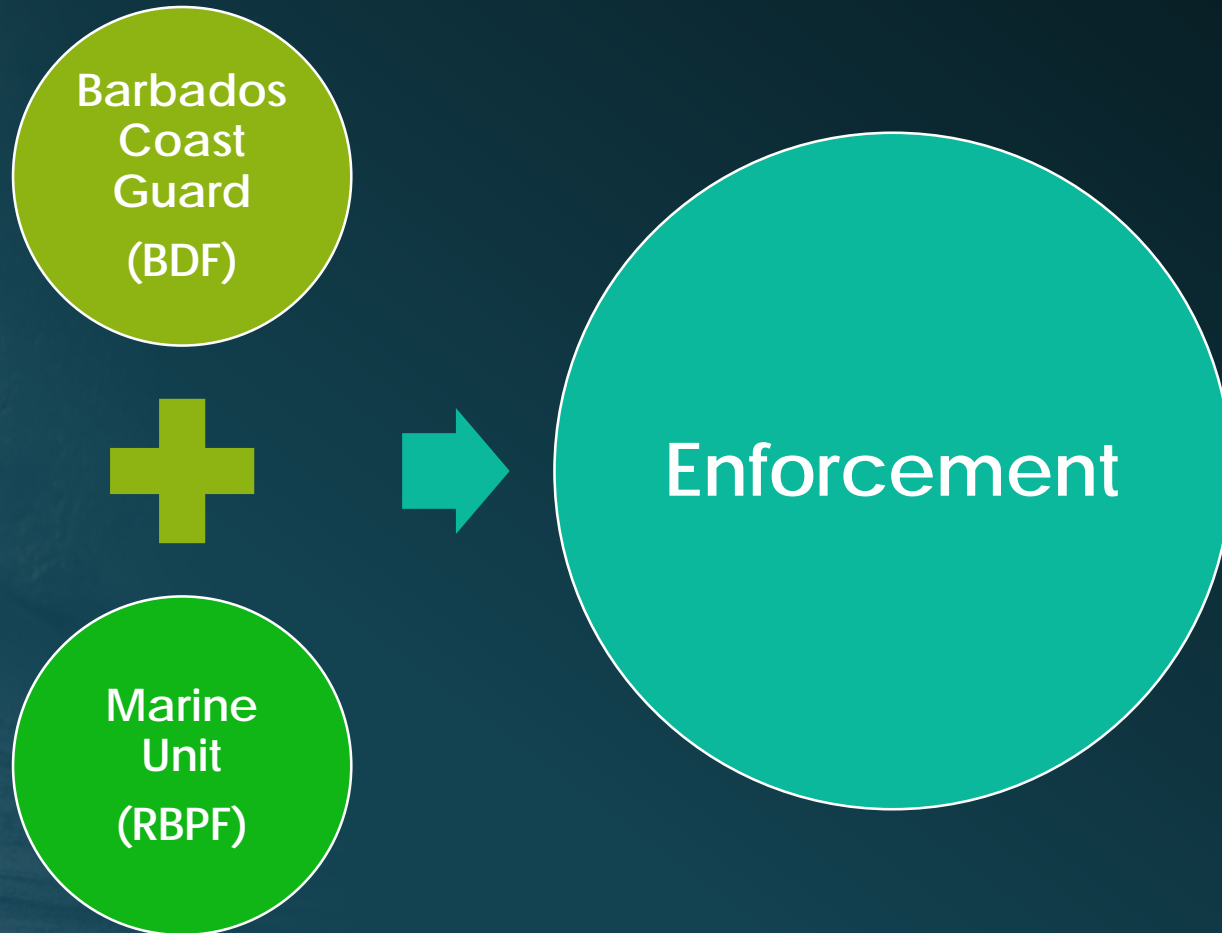 Barbados
Coast
Guard
(BDF)
Marine
Unit
(RBPF)
Enforcement